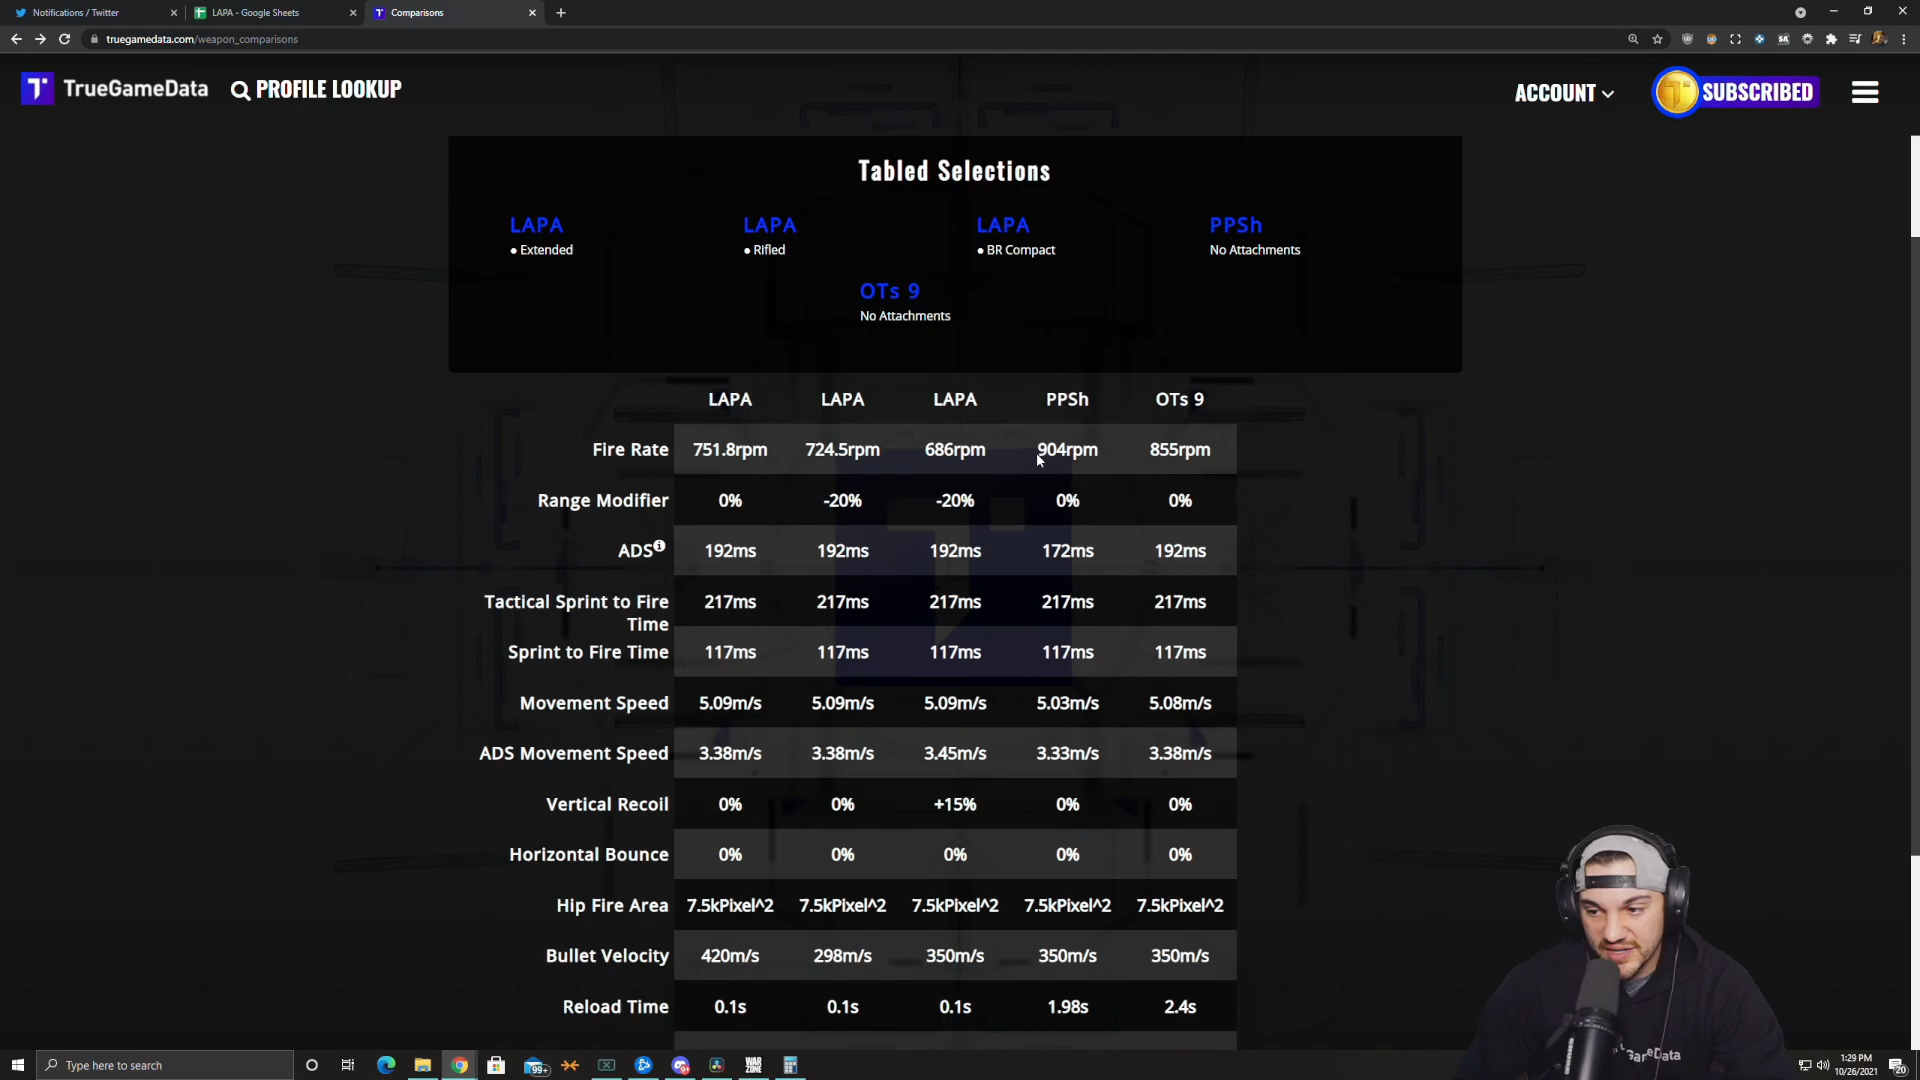 Notifications / Twitter
LAPA - Google Sheets
Comparisons
truegamedata.com/weapon_comparisons
TrueGameData
PROFILE LOOKUP
ACCOUNT
SUBSCRIBED
Tabled Selections
LAPA LAPA LAPA PPSh
● Extended ● Rifled ● BR Compact No Attachments
OTs 9
No Attachments
LAPA LAPA LAPA PPSh OTs 9
Fire Rate 751.8rpm 724.5rpm 686rpm 904rpm 855rpm
Range Modifier 0% -20% -20% 0% 0%
ADS 192ms 192ms 192ms 172ms 192ms
Tactical Sprint to Fire 217ms 217ms 217ms 217ms 217ms
Time
Sprint to Fire Time 117ms 117ms 117ms 117ms 117ms
Movement Speed 5.09m/s 5.09m/s 5.09m/s 5.03m/s 5.08m/s
ADS Movement Speed 3.38m/s 3.38m/s 3.45m/s 3.33m/s 3.38m/s
Vertical Recoil 0% 0% +15% 0% 0%
Horizontal Bounce 0% 0% 0% 0% 0%
Hip Fire Area 7.5kPixel^2 7.5kPixel^2 7.5kPixel^2 7.5kPixel^2 7.5kPixel^2
Bullet Velocity 420m/s 298m/s 350m/s 350m/s 350m/s
Reload Time 0.1s 0.1s 0.1s 1.98s 2.4s
Type here to search
99+
WAR
ZONE
1:29 PM
10/26/2021
20